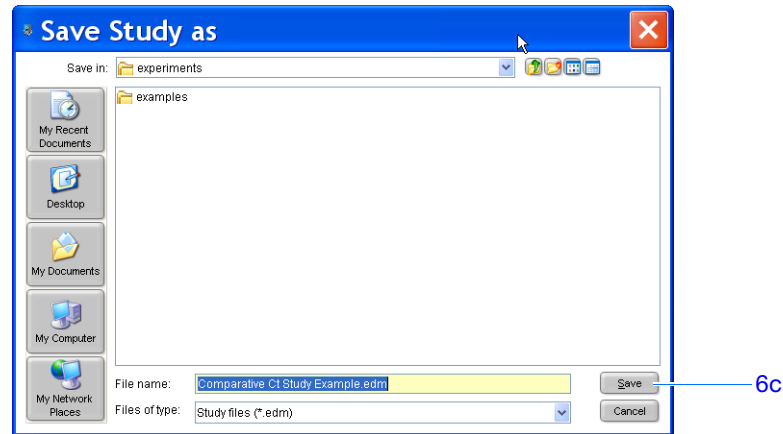 Save Study as
Save in: experiments
examples
My Recent
Documents
Desktop
My Documents
My Computer
My Network
Places
File name: Comparative Ct Study Example.edm
Save
6c
Files of type: Study files (*.edm)
Cancel